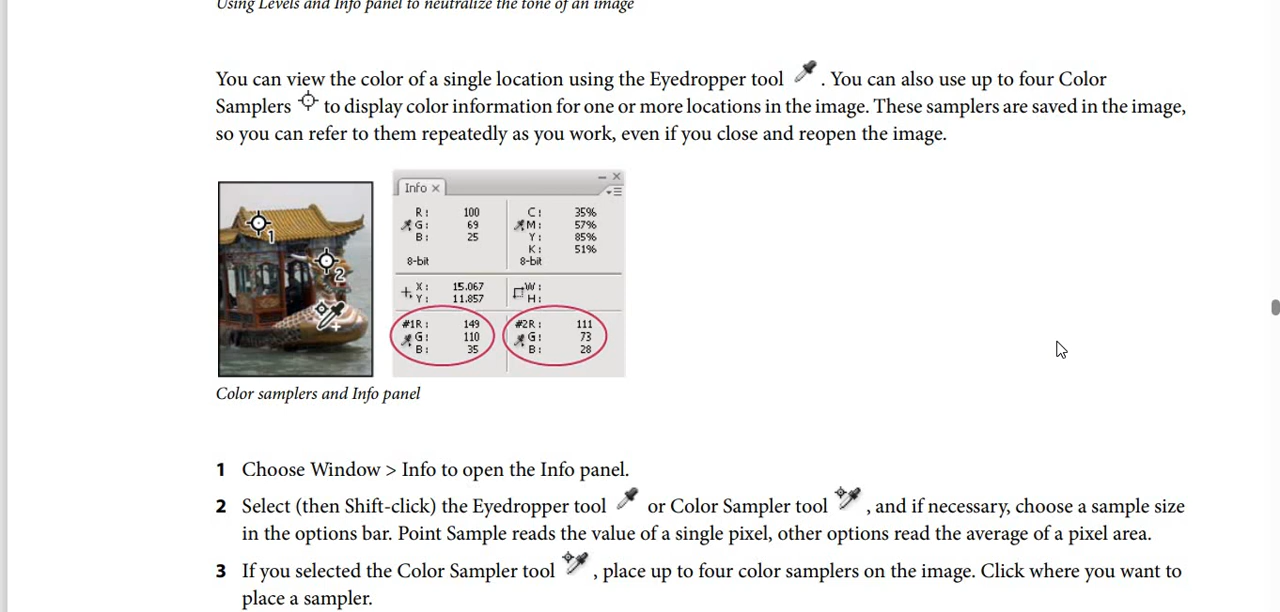 Using Levels and Info panel to neutralize the tone of an image
You can view the color of a single location using the Eyedropper tool . You can also use up to four Color
Samplers to display color information for one or more locations in the image. These samplers are saved in the image,
so you can refer to them repeatedly as you work, even if you close and reopen the image.
1
2
Info ×
R: 100 C: 35%
G: 69 M: 57%
B: 25 Y: 85%
K: 51%
8-bit 8-bit
X: 15.067 W:
Y: 11.857 H:
#1R: 149 #2R: 111
G: 110 G: 73
B: 35 B: 28
Color samplers and Info panel
1 Choose Window > Info to open the Info panel.
2 Select (then Shift-click) the Eyedropper tool or Color Sampler tool , and if necessary, choose a sample size
in the options bar. Point Sample reads the value of a single pixel, other options read the average of a pixel area.
3 If you selected the Color Sampler tool , place up to four color samplers on the image. Click where you want to
place a sampler.